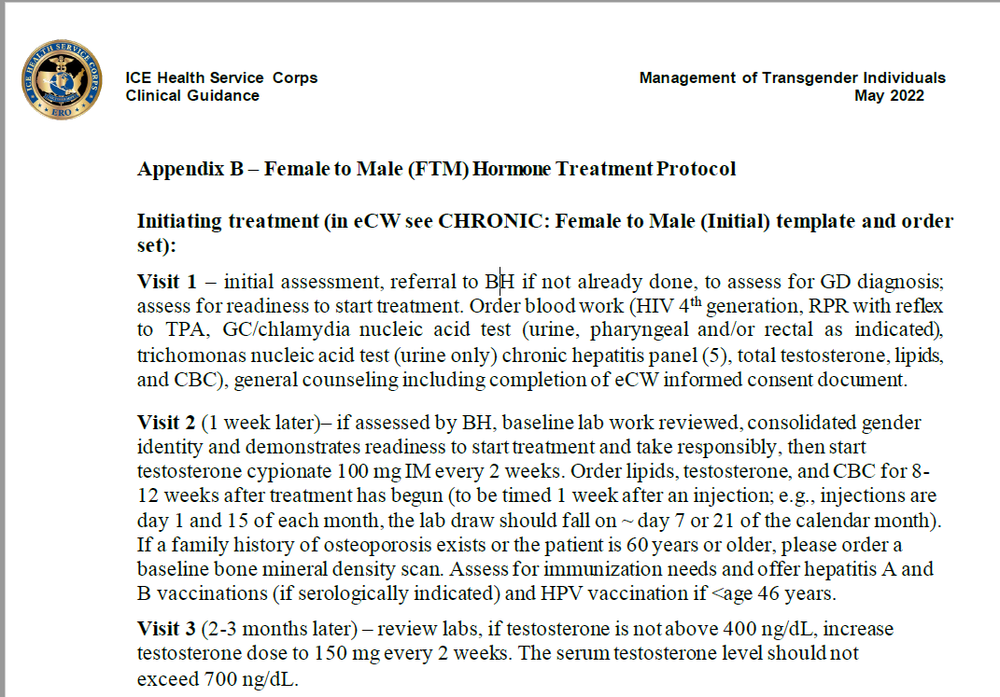 ICE HEALTH SERVICE CORPS
ERO
ICE Health Service Corps
Clinical Guidance
Management of Transgender Individuals
May 2022
Appendix B – Female to Male (FTM) Hormone Treatment Protocol
Initiating treatment (in eCW see CHRONIC: Female to Male (Initial) template and order
set):
Visit 1 – initial assessment, referral to BH if not already done, to assess for GD diagnosis;
assess for readiness to start treatment. Order blood work (HIV 4th generation, RPR with reflex
to TPA, GC/chlamydia nucleic acid test (urine, pharyngeal and/or rectal as indicated),
trichomonas nucleic acid test (urine only) chronic hepatitis panel (5), total testosterone, lipids,
and CBC), general counseling including completion of eCW informed consent document.
Visit 2 (1 week later)– if assessed by BH, baseline lab work reviewed, consolidated gender
identity and demonstrates readiness to start treatment and take responsibly, then start
testosterone cypionate 100 mg IM every 2 weeks. Order lipids, testosterone, and CBC for 8-
12 weeks after treatment has begun (to be timed 1 week after an injection; e.g., injections are
day 1 and 15 of each month, the lab draw should fall on ~ day 7 or 21 of the calendar month).
If a family history of osteoporosis exists or the patient is 60 years or older, please order a
baseline bone mineral density scan. Assess for immunization needs and offer hepatitis A and
B vaccinations (if serologically indicated) and HPV vaccination if <age 46 years.
Visit 3 (2-3 months later) – review labs, if testosterone is not above 400 ng/dL, increase
testosterone dose to 150 mg every 2 weeks. The serum testosterone level should not
exceed 700 ng/dL.